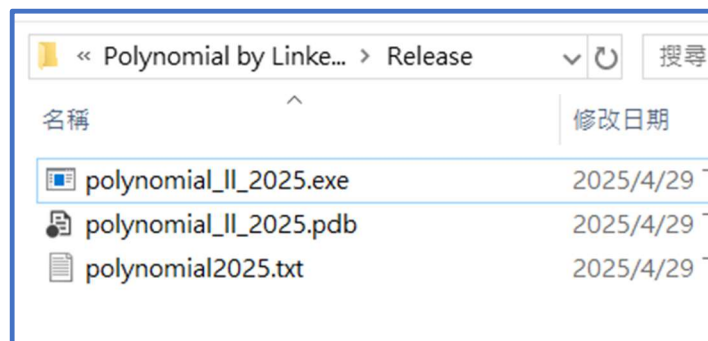 « Polynomial by Linke... > Release 搜尋
名稱 修改日期
polynomial_ll_2025.exe 2025/4/29
polynomial_ll_2025.pdb 2025/4/29
polynomial2025.txt 2025/4/29